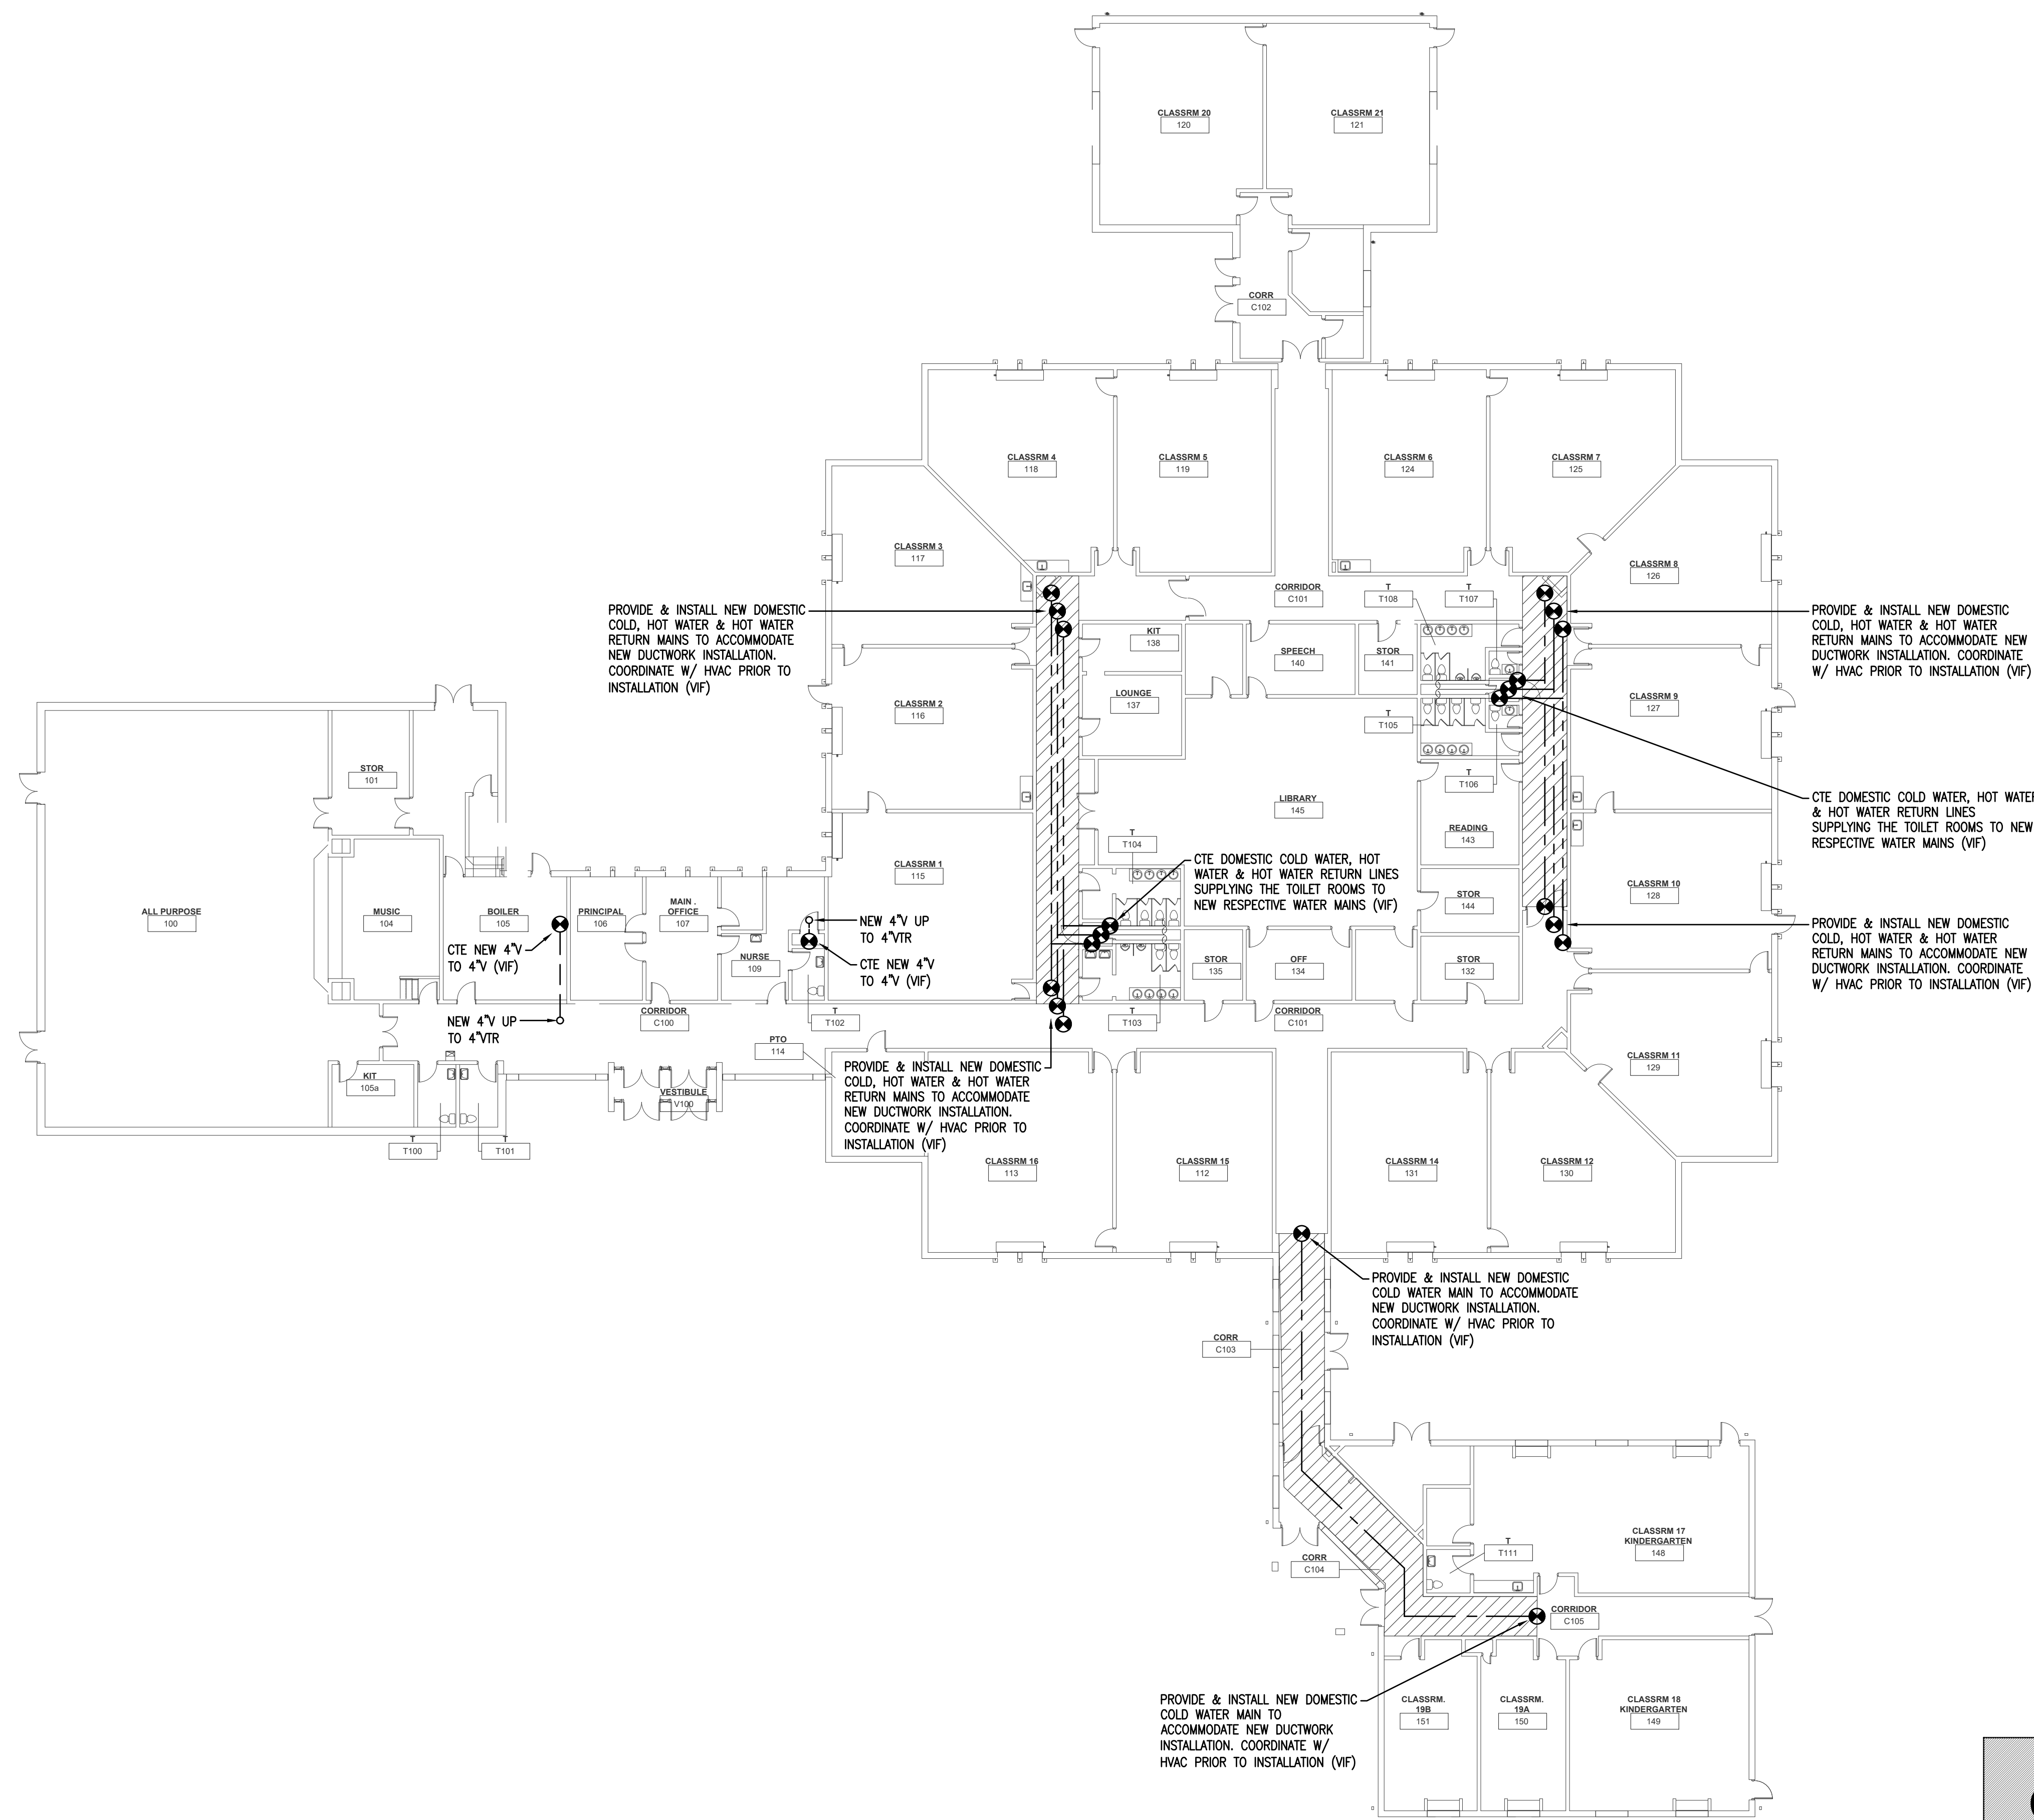 CLASSRM 20
120
CLASSRM 21
121
CORR
C102
CLASSRM 4
118
CLASSRM 5
119
CLASSRM 6
124
CLASSRM 7
125
CLASSRM 3
117
CLASSRM 8
126
PROVIDE & INSTALL NEW DOMESTIC
COLD, HOT WATER & HOT WATER
RETURN MAINS TO ACCOMMODATE
NEW DUCTWORK INSTALLATION.
COORDINATE W/ HVAC PRIOR TO
INSTALLATION (VIF)
CORRIDOR
C101
T
T108
T
T107
PROVIDE & INSTALL NEW DOMESTIC
COLD, HOT WATER & HOT WATER
RETURN MAINS TO ACCOMMODATE NEW
DUCTWORK INSTALLATION. COORDINATE
W/ HVAC PRIOR TO INSTALLATION (VIF)
KIT
138
SPEECH
140
STOR
141
CLASSRM 2
116
LOUNGE
137
T
T105
CLASSRM 9
127
STOR
101
T
T106
LIBRARY
145
READING
143
CTE DOMESTIC COLD WATER, HOT WATER
& HOT WATER RETURN LINES
SUPPLYING THE TOILET ROOMS TO NEW
RESPECTIVE WATER MAINS (VIF)
T
T104
CTE DOMESTIC COLD WATER, HOT
WATER & HOT WATER RETURN LINES
SUPPLYING THE TOILET ROOMS TO
NEW RESPECTIVE WATER MAINS (VIF)
CLASSRM 1
115
CLASSRM 10
128
STOR
144
ALL PURPOSE
100
MUSIC
104
BOILER
105
PRINCIPAL
106
MAIN .
OFFICE
107
NEW 4"V UP
TO 4"VTR
CTE NEW 4"V
TO 4"V (VIF)
NURSE
109
CTE NEW 4"V
TO 4"V (VIF)
STOR
135
OFF
134
STOR
132
PROVIDE & INSTALL NEW DOMESTIC
COLD, HOT WATER & HOT WATER
RETURN MAINS TO ACCOMMODATE NEW
DUCTWORK INSTALLATION. COORDINATE
W/ HVAC PRIOR TO INSTALLATION (VIF)
NEW 4"V UP
TO 4"VTR
CORRIDOR
C100
T
T102
T
T103
CORRIDOR
C101
PTO
114
KIT
105a
VESTIBULE
V100
PROVIDE & INSTALL NEW DOMESTIC
COLD, HOT WATER & HOT WATER
RETURN MAINS TO ACCOMMODATE
NEW DUCTWORK INSTALLATION.
COORDINATE W/ HVAC PRIOR TO
INSTALLATION (VIF)
CLASSRM 11
129
T
T100
T
T101
CLASSRM 16
113
CLASSRM 15
112
CLASSRM 14
131
CLASSRM 12
130
PROVIDE & INSTALL NEW DOMESTIC
COLD WATER MAIN TO ACCOMMODATE
NEW DUCTWORK INSTALLATION.
COORDINATE W/ HVAC PRIOR TO
INSTALLATION (VIF)
CORR
C103
CLASSRM 17
KINDERGARTEN
148
T
T111
CORR
C104
CORRIDOR
C105
PROVIDE & INSTALL NEW DOMESTIC
COLD WATER MAIN TO
ACCOMMODATE NEW DUCTWORK
INSTALLATION. COORDINATE W/
HVAC PRIOR TO INSTALLATION (VIF)
CLASSRM.
19B
151
CLASSRM.
19A
150
CLASSRM 18
KINDERGARTEN
149